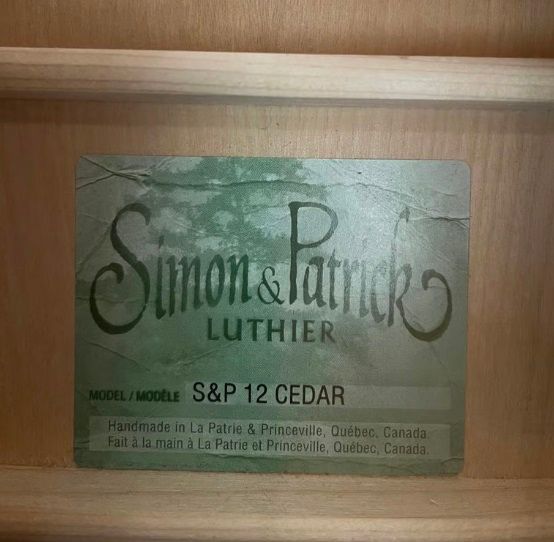 Simon & Patrick
LUTHIER
MODEL / MODÈLE S&P 12 CEDAR
Handmade in La Patrie & Princeville, Québec, Canada.
Fait à la main à La Patrie et Princeville, Québec, Canada.